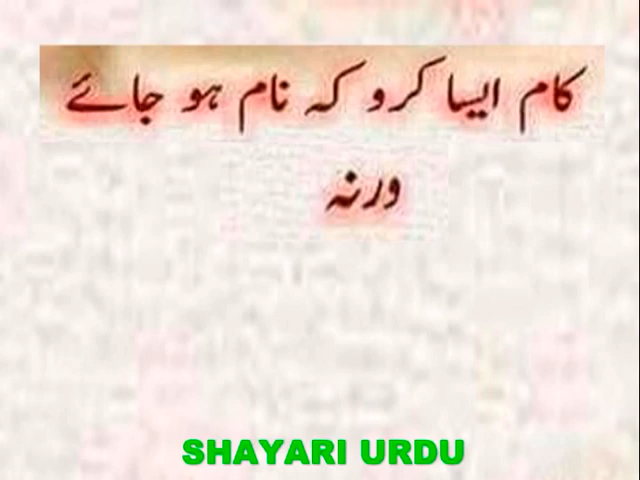 کام ایسا کرو کہ نام ہو جائے
ورنہ
SHAYARI URDU